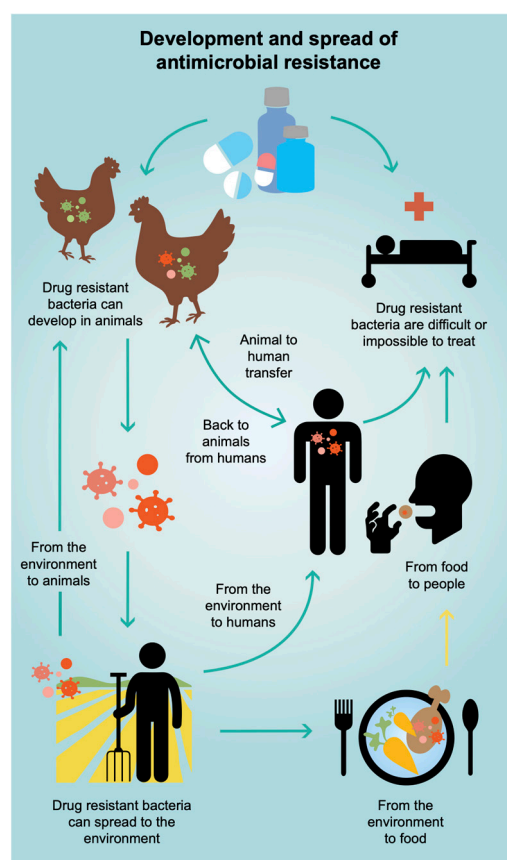 Development and spread of
antimicrobial resistance
Drug resistant
bacteria can
develop in animals
Drug resistant
bacteria are difficult or
impossible to treat
Animal to
human
transfer
Back to
animals
from humans
From the
environment
to animals
From the
environment
to humans
From food
to people
Drug resistant bacteria
can spread to the
environment
From the
environment
to food